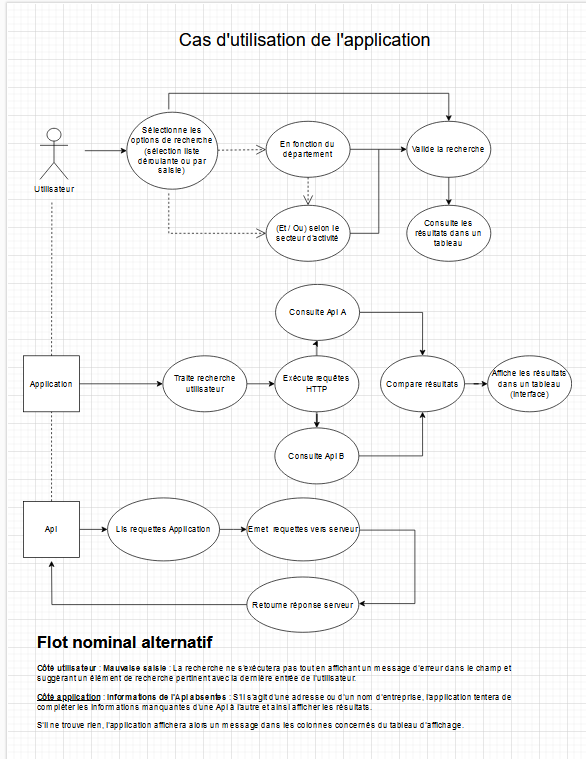 Cas d'utilisation de l'application
Sélectionne les
options de recherche
(sélection liste
déroulante ou par
saisie)
En fonction du
département
Valide la recherche
Utilisateur
(Et / Ou) selon le
secteur d'activité
Consulte les
résultats dans un
tableau
Consulte Api A
Application
Traite recherche
utilisateur
Exécute requêtes
HTTP
Compare résultats
Affiche les résultats
dans un tableau
(interface)
Consulte Api B
Api
Lis requettes Application
Emet requettes vers serveur
Retourne réponse serveur
Flot nominal alternatif
Côté utilisateur : Mauvaise saisie : La recherche ne s'exécutera pas tout en affichant un message d'erreur dans le champ et
suggérant un élément de recherche pertinent avec la dernière entrée de l'utilisateur.
Côté application : Informations de l'Api absentes : S'il s'agit d'une adresse ou d'un nom d'entreprise, l'application tentera de
compléter les informations manquantes d'une Api à l'autre et ainsi afficher les résultats.
S'il ne trouve rien, l'application affichera alors un message dans les colonnes concernés du tableau d'affichage.